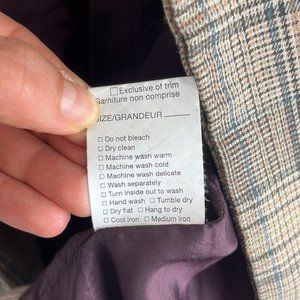 ☐ Exclusive of trim
Garniture non comprise
SIZE/GRANDEUR
☐ Do not bleach
☐ Dry clean
☐ Machine wash warm
☐ Machine wash cold
☐ Machine wash delicate
☐ Wash separately
☐ Turn inside out to wash
☐ Hand wash ☐ Tumble dry
☐ Dry flat ☐ Hang to dry
☐ Cool iron ☐ Medium iron